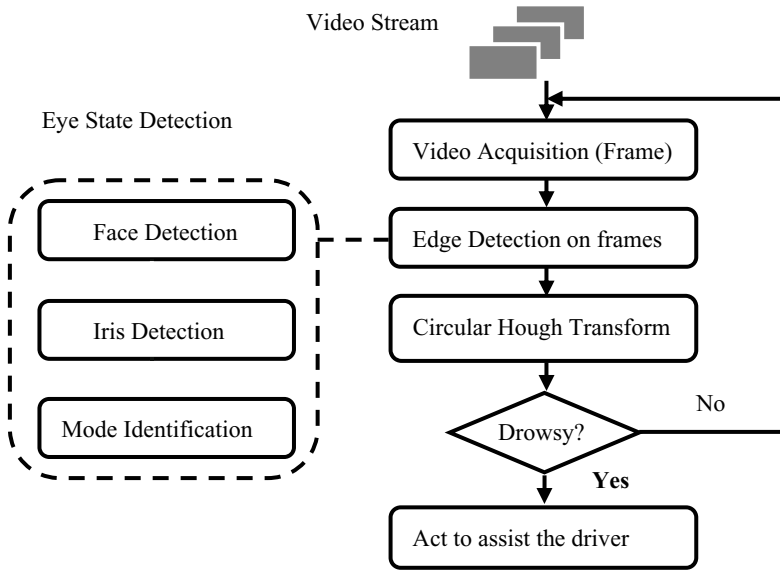 Video Stream
Eye State Detection
Video Acquisition (Frame)
Face Detection
Edge Detection on frames
Iris Detection
Circular Hough Transform
Mode Identification
Drowsy?
No
Yes
Act to assist the driver